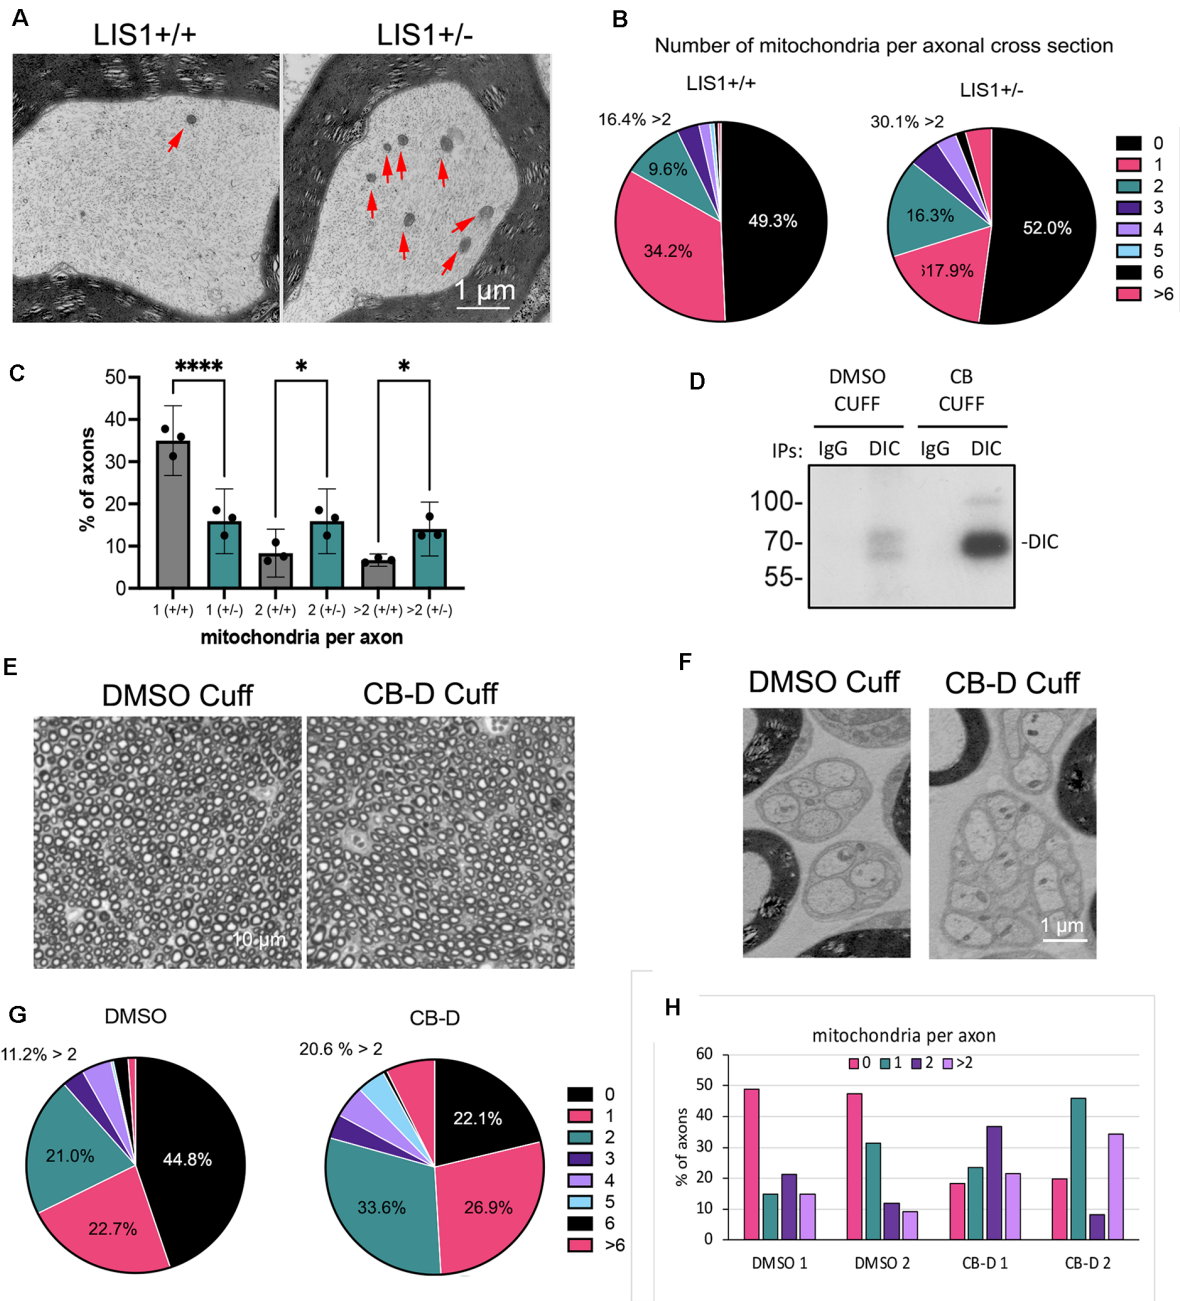 A
LIS1+/+
LIS1+/-
1 µm
B
Number of mitochondria per axonal cross section
LIS1+/+
LIS1+/-
16.4% >2
9.6%
34.2%
49.3%
30.1% >2
16.3%
17.9%
52.0%
0
1
2
3
4
5
6
>6
C
****
*
*
% of axons
50
40
30
20
10
0
1 (+/+)
1 (+/-)
2 (+/+)
2 (+/-)
>2 (+/+)
>2 (+/-)
mitochondria per axon
D
DMSO
CUFF
CB
CUFF
IPs:
IgG
DIC
IgG
DIC
100-
70-
55-
-DIC
E
DMSO Cuff
CB-D Cuff
10 µm
F
DMSO Cuff
CB-D Cuff
1 µm
G
DMSO
CB-D
11.2% > 2
21.0%
22.7%
44.8%
20.6 % > 2
22.1%
33.6%
26.9%
0
1
2
3
4
5
6
>6
H
mitochondria per axon
0
1
2
>2
% of axons
60
50
40
30
20
10
0
DMSO 1
DMSO 2
CB-D 1
CB-D 2